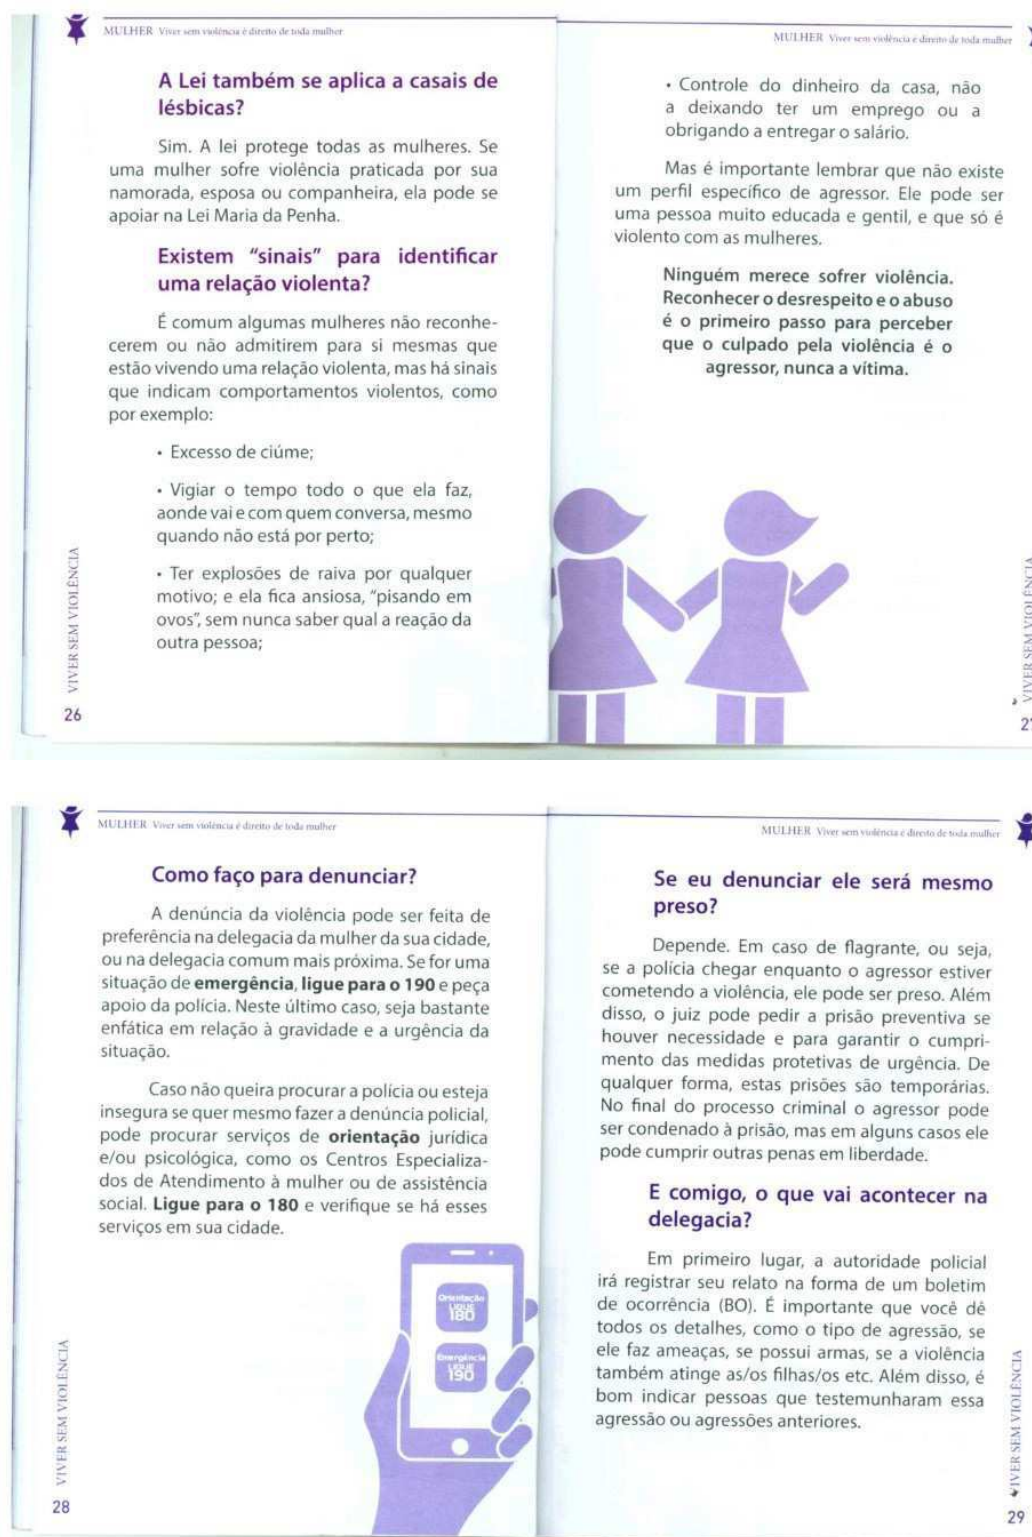 MULHER Viver sem violência é direito de toda mulher
A Lei também se aplica a casais de
lésbicas?
Sim. A lei protege todas as mulheres. Se
uma mulher sofre violência praticada por sua
namorada, esposa ou companheira, ela pode se
apoiar na Lei Maria da Penha.
Existem “sinais” para identificar
uma relação violenta?
É comum algumas mulheres não reconhe-
cerem ou não admitirem para si mesmas que
estão vivendo uma relação violenta, mas há sinais
que indicam comportamentos violentos, como
por exemplo:
• Excesso de ciúme;
• Vigiar o tempo todo o que ela faz,
aonde vai e com quem conversa, mesmo
quando não está por perto;
• Ter explosões de raiva por qualquer
motivo; e ela fica ansiosa, “pisando em
ovos”, sem nunca saber qual a reação da
outra pessoa;
VIVER SEM VIOLÊNCIA
26
MULHER Viver sem violência é direito de toda mulher
• Controle do dinheiro da casa, não
a deixando ter um emprego ou a
obrigando a entregar o salário.
Mas é importante lembrar que não existe
um perfil específico de agressor. Ele pode ser
uma pessoa muito educada e gentil, e que só é
violento com as mulheres.
Ninguém merece sofrer violência.
Reconhecer o desrespeito e o abuso
é o primeiro passo para perceber
que o culpado pela violência é o
agressor, nunca a vítima.
VIVER SEM VIOLÊNCIA
MULHER Viver sem violência é direito de toda mulher
Como faço para denunciar?
A denúncia da violência pode ser feita de
preferência na delegacia da mulher da sua cidade,
ou na delegacia comum mais próxima. Se for uma
situação de emergência, ligue para o 190 e peça
apoio da polícia. Neste último caso, seja bastante
enfática em relação à gravidade e a urgência da
situação.
Caso não queira procurar a polícia ou esteja
insegura se quer mesmo fazer a denúncia policial,
pode procurar serviços de orientação jurídica
e/ou psicológica, como os Centros Especializa-
dos de Atendimento à mulher ou de assistência
social. Ligue para o 180 e verifique se há esses
serviços em sua cidade.
Orientação
LIGUE
180
Emergência
LIGUE
190
VIVER SEM VIOLÊNCIA
28
MULHER Viver sem violência é direito de toda mulher
Se eu denunciar ele será mesmo
preso?
Depende. Em caso de flagrante, ou seja,
se a polícia chegar enquanto o agressor estiver
cometendo a violência, ele pode ser preso. Além
disso, o juiz pode pedir a prisão preventiva se
houver necessidade e para garantir o cumpri-
mento das medidas protetivas de urgência. De
qualquer forma, estas prisões são temporárias.
No final do processo criminal o agressor pode
ser condenado à prisão, mas em alguns casos ele
pode cumprir outras penas em liberdade.
E comigo, o que vai acontecer na
delegacia?
Em primeiro lugar, a autoridade policial
irá registrar seu relato na forma de um boletim
de ocorrência (BO). É importante que você dê
todos os detalhes, como o tipo de agressão, se
ele faz ameaças, se possui armas, se a violência
também atinge as/os filhas/os etc. Além disso, é
bom indicar pessoas que testemunharam essa
agressão ou agressões anteriores.
VIVER SEM VIOLÊNCIA
29